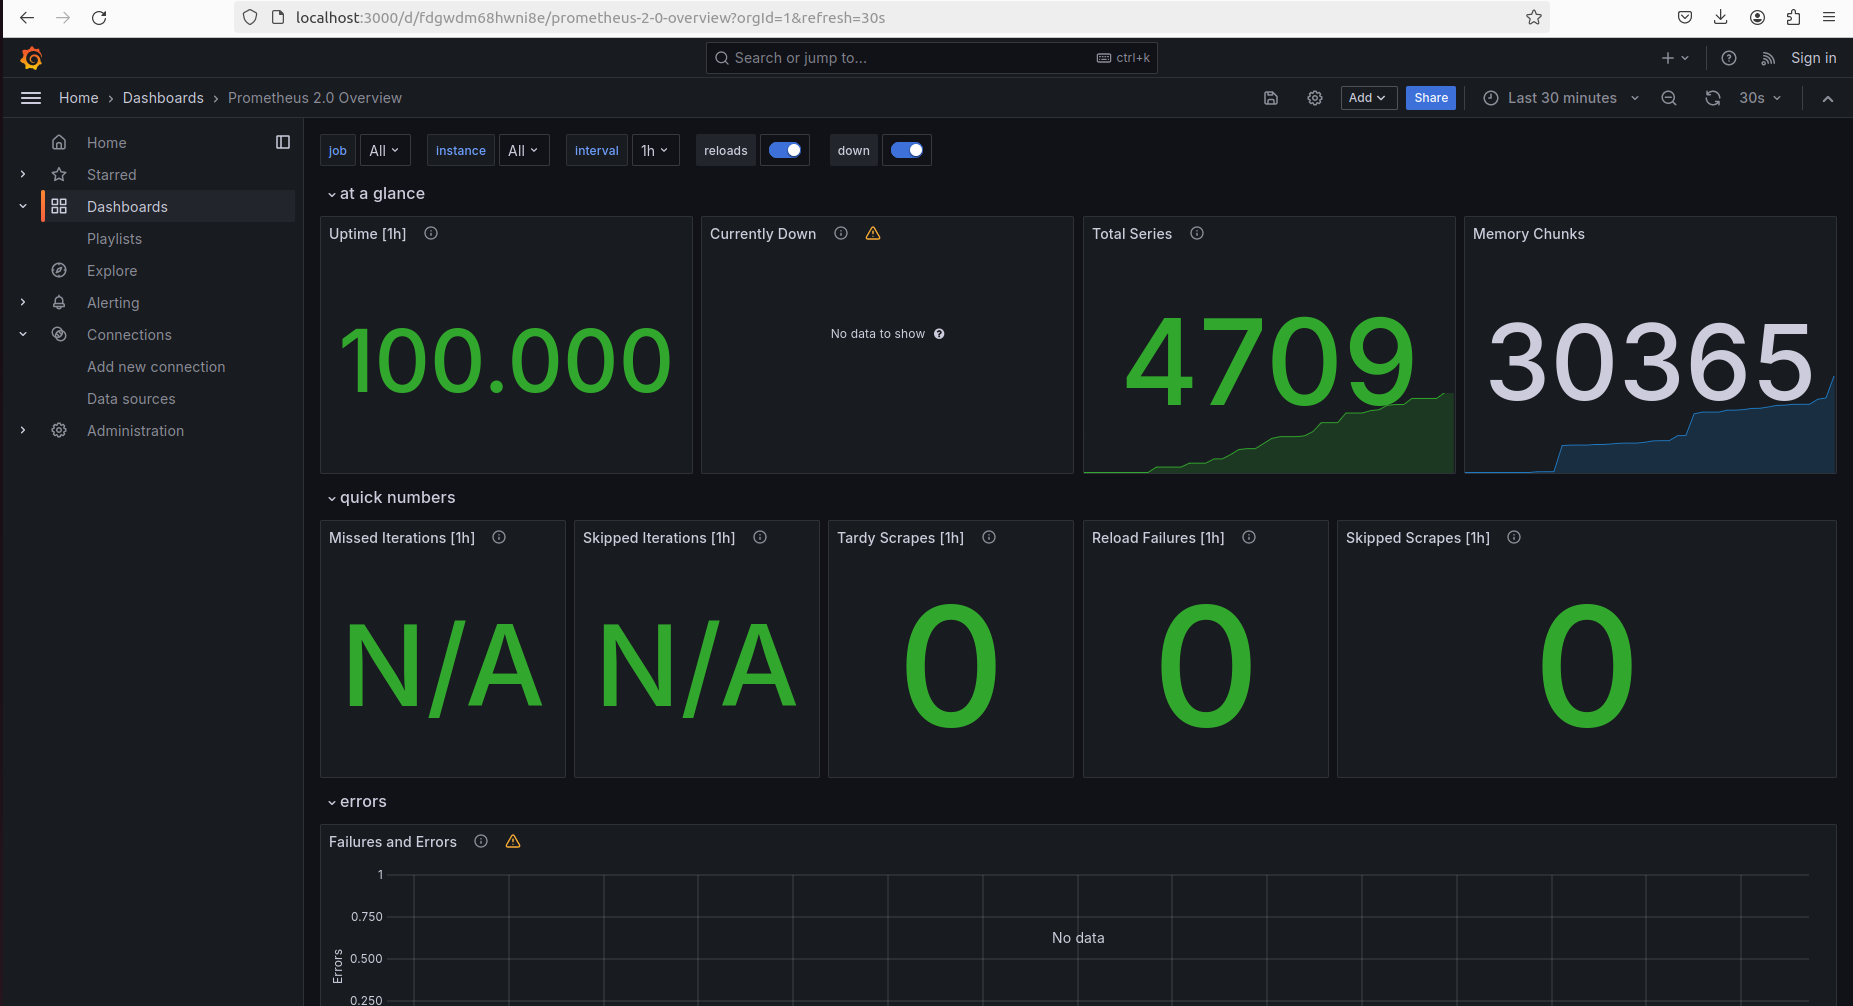 localhost:3000/d/fdgwdm68hwni8e/prometheus-2-0-overview?orgId=1&refresh=30s
Search or jump to... ctrl+k
Sign in
Home › Dashboards › Prometheus 2.0 Overview
Add
Share
Last 30 minutes
30s
Home
Starred
Dashboards
Playlists
Explore
Alerting
Connections
Add new connection
Data sources
Administration
job All
instance All
interval 1h
reloads
down
at a glance
Uptime [1h]
100.000
Currently Down
No data to show
Total Series
4709
Memory Chunks
30365
quick numbers
Missed Iterations [1h]
N/A
Skipped Iterations [1h]
N/A
Tardy Scrapes [1h]
0
Reload Failures [1h]
0
Skipped Scrapes [1h]
0
errors
Failures and Errors
1
0.750
0.500
0.250
Errors
No data